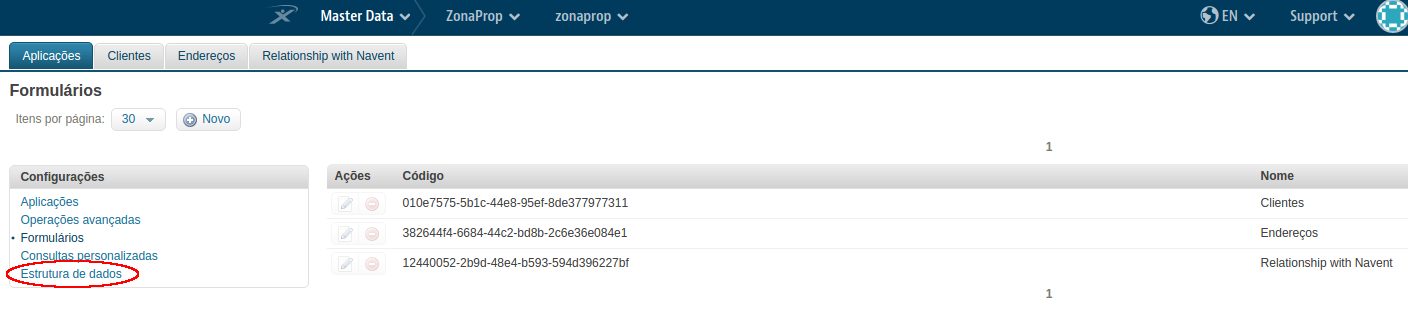 Master Data ZonaProp zonaprop EN Support
Aplicações Clientes Endereços Relationship with Navent
Formulários
Itens por página: 30 Novo
1
Configurações
Aplicações
Operações avançadas
Formulários
Consultas personalizadas
Estrutura de dados
Ações Código Nome
010e7575-5b1c-44e8-95ef-8de377977311 Clientes
382644f4-6684-44c2-bd8b-2c6e36e084e1 Endereços
12440052-2b9d-48e4-b593-594d396227bf Relationship with Navent
1